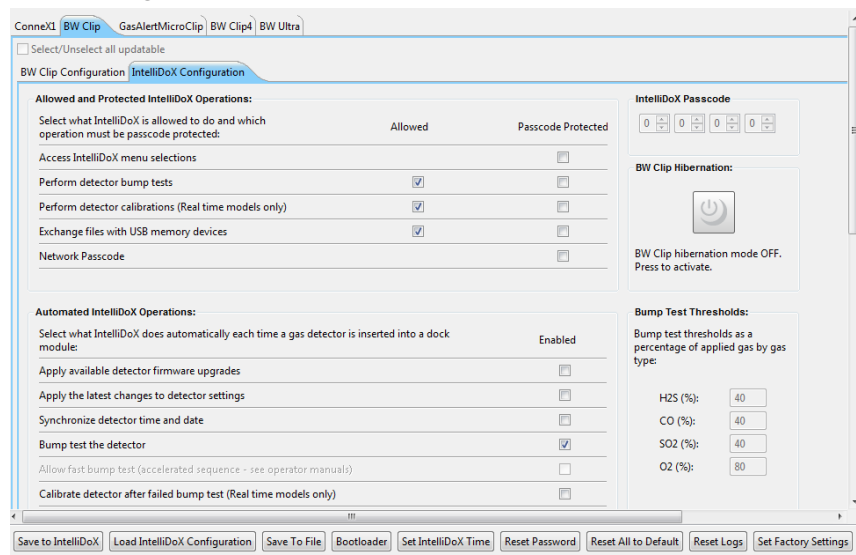 ConneX1 BW Clip GasAlertMicroClip BW Clip4 BW Ultra
Select/Unselect all updatable
BW Clip Configuration IntelliDoX Configuration
Allowed and Protected IntelliDoX Operations:
Select what IntelliDoX is allowed to do and which
operation must be passcode protected:
Allowed Passcode Protected
Access IntelliDoX menu selections
Perform detector bump tests
Perform detector calibrations (Real time models only)
Exchange files with USB memory devices
Network Passcode
IntelliDoX Passcode
0 0 0 0
BW Clip Hibernation:
BW Clip hibernation mode OFF.
Press to activate.
Automated IntelliDoX Operations:
Select what IntelliDoX does automatically each time a gas detector is inserted into a dock
module:
Enabled
Apply available detector firmware upgrades
Apply the latest changes to detector settings
Synchronize detector time and date
Bump test the detector
Allow fast bump test (accelerated sequence - see operator manuals)
Calibrate detector after failed bump test (Real time models only)
Bump Test Thresholds:
Bump test thresholds as a
percentage of applied gas by gas
type:
H2S (%): 40
CO (%): 40
SO2 (%): 40
O2 (%): 80
Save to IntelliDoX Load IntelliDoX Configuration Save To File Bootloader Set IntelliDoX Time Reset Password Reset All to Default Reset Logs Set Factory Settings